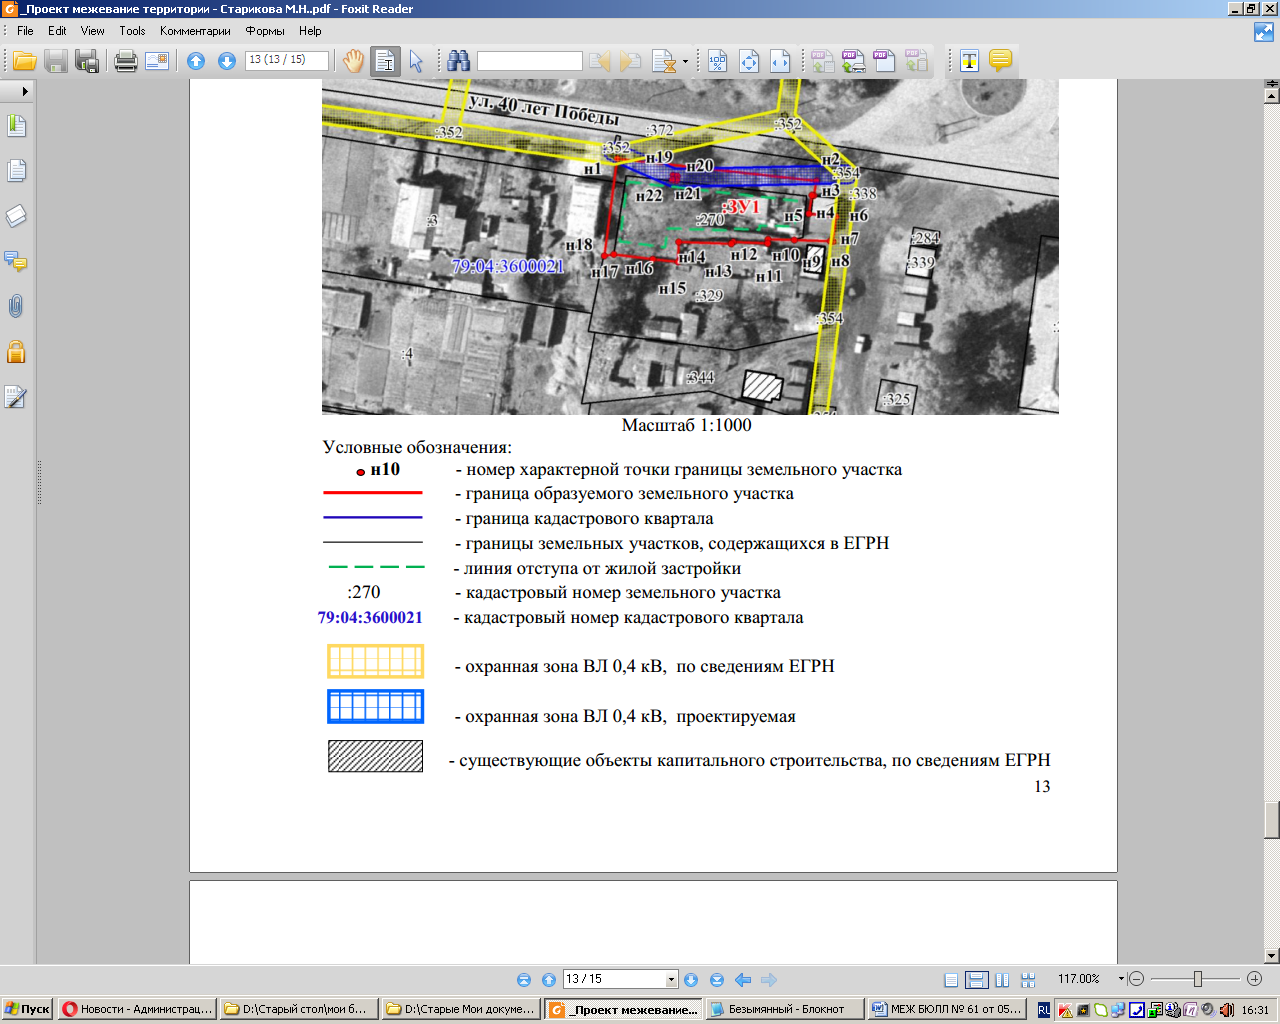 _Проект межевание территории - Старикова М.Н..pdf - Foxit Reader
File Edit View Tools Комментарии Формы Help
13 (13 / 15)
ул. 40 лет Победы
:352
:372
:352
:352
н19
н20
н2
:354
н1
н3
:338
н22
н21
:ЗУ1
н5
н4
н6
:3
:270
н7
:284
н18
н14
н12
н10
н9
н8
:339
79:04:3600021
н17
н16
н13
н11
н15
:329
:354
:4
:344
:325
Масштаб 1:1000
Условные обозначения:
н10 - номер характерной точки границы земельного участка
- граница образуемого земельного участка
- граница кадастрового квартала
- границы земельных участков, содержащихся в ЕГРН
- линия отступа от жилой застройки
:270 - кадастровый номер земельного участка
79:04:3600021 - кадастровый номер кадастрового квартала
- охранная зона ВЛ 0,4 кВ, по сведениям ЕГРН
- охранная зона ВЛ 0,4 кВ, проектируемая
- существующие объекты капитального строительства, по сведениям ЕГРН
13
13 / 15
117.00%
Пуск
Новости - Администрац...
D:\Старый стол\мои б...
D:\Старые Мои докуме...
_Проект межевание...
Безымянный - Блокнот
МЕЖ БЮЛЛ № 61 от 05...
RL
16:31